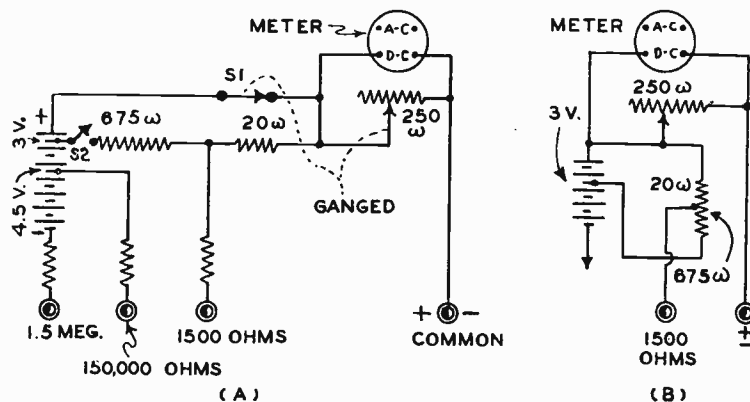 METER
A-C
D-C
S1
+
3 V.
S2
675 ω
20 ω
250
ω
4.5 V.
GANGED
1.5 MEG.
150,000 OHMS
1500 OHMS
+ -
COMMON
(A)
METER
A-C
D-C
250 ω
3 V.
20 ω
675 ω
1500
OHMS
(B)